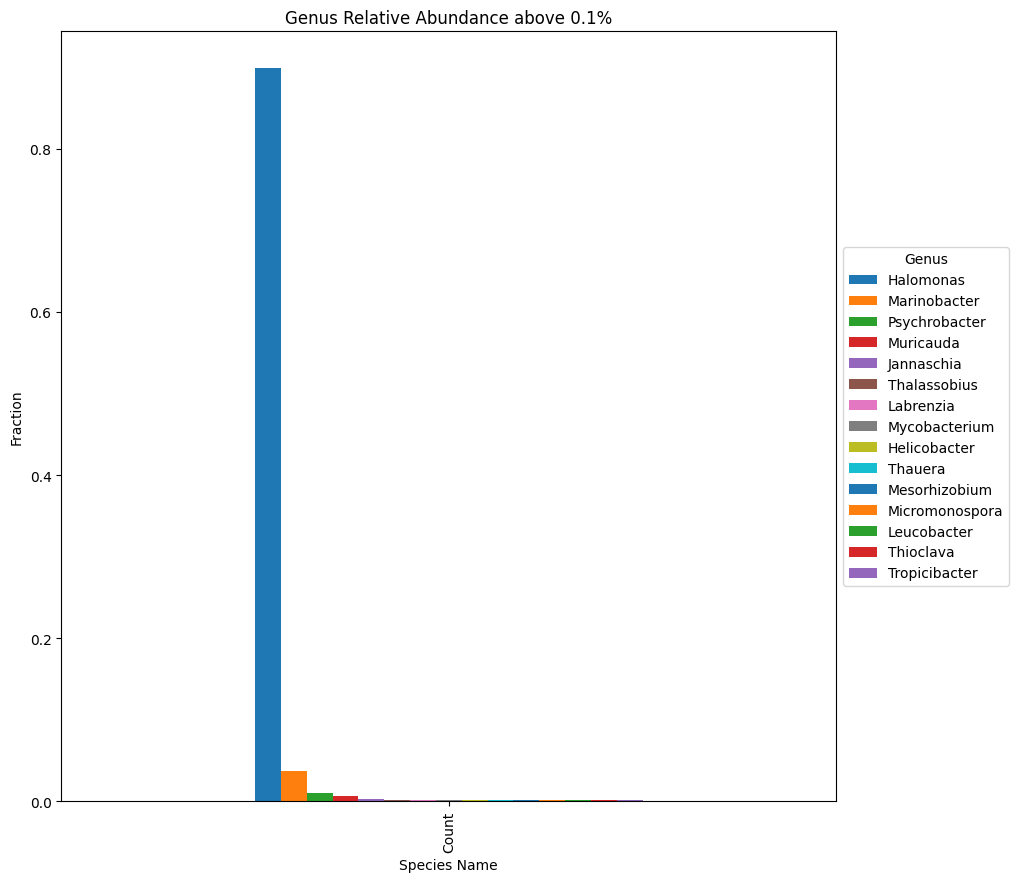 Genus Relative Abundance above 0.1%
Fraction
0.8
0.6
0.4
0.2
0.0
Count
Species Name
Genus
Halomonas
Marinobacter
Psychrobacter
Muricauda
Jannaschia
Thalassobius
Labrenzia
Mycobacterium
Helicobacter
Thauera
Mesorhizobium
Micromonospora
Leucobacter
Thioclava
Tropicibacter